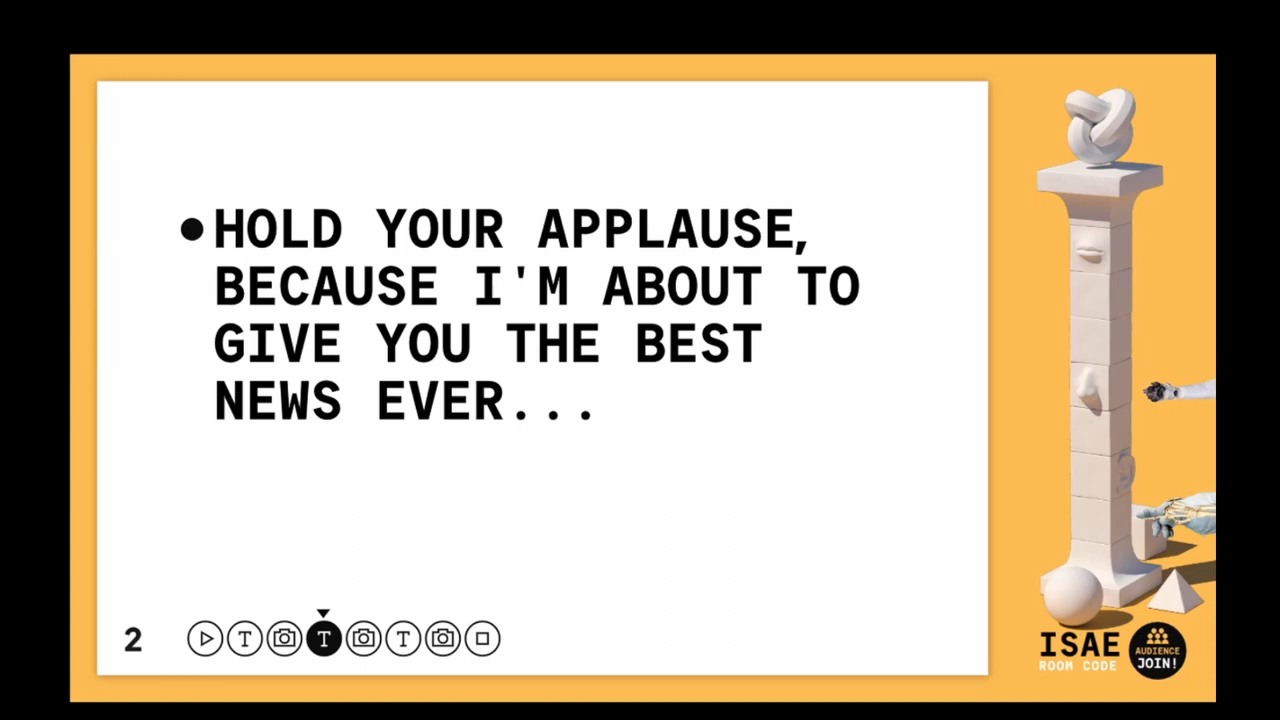 ●HOLD YOUR APPLAUSE,
BECAUSE I'M ABOUT TO
GIVE YOU THE BEST
NEWS EVER...
2
T
T
T
ISAE
ROOM CODE
AUDIENCE
JOIN!